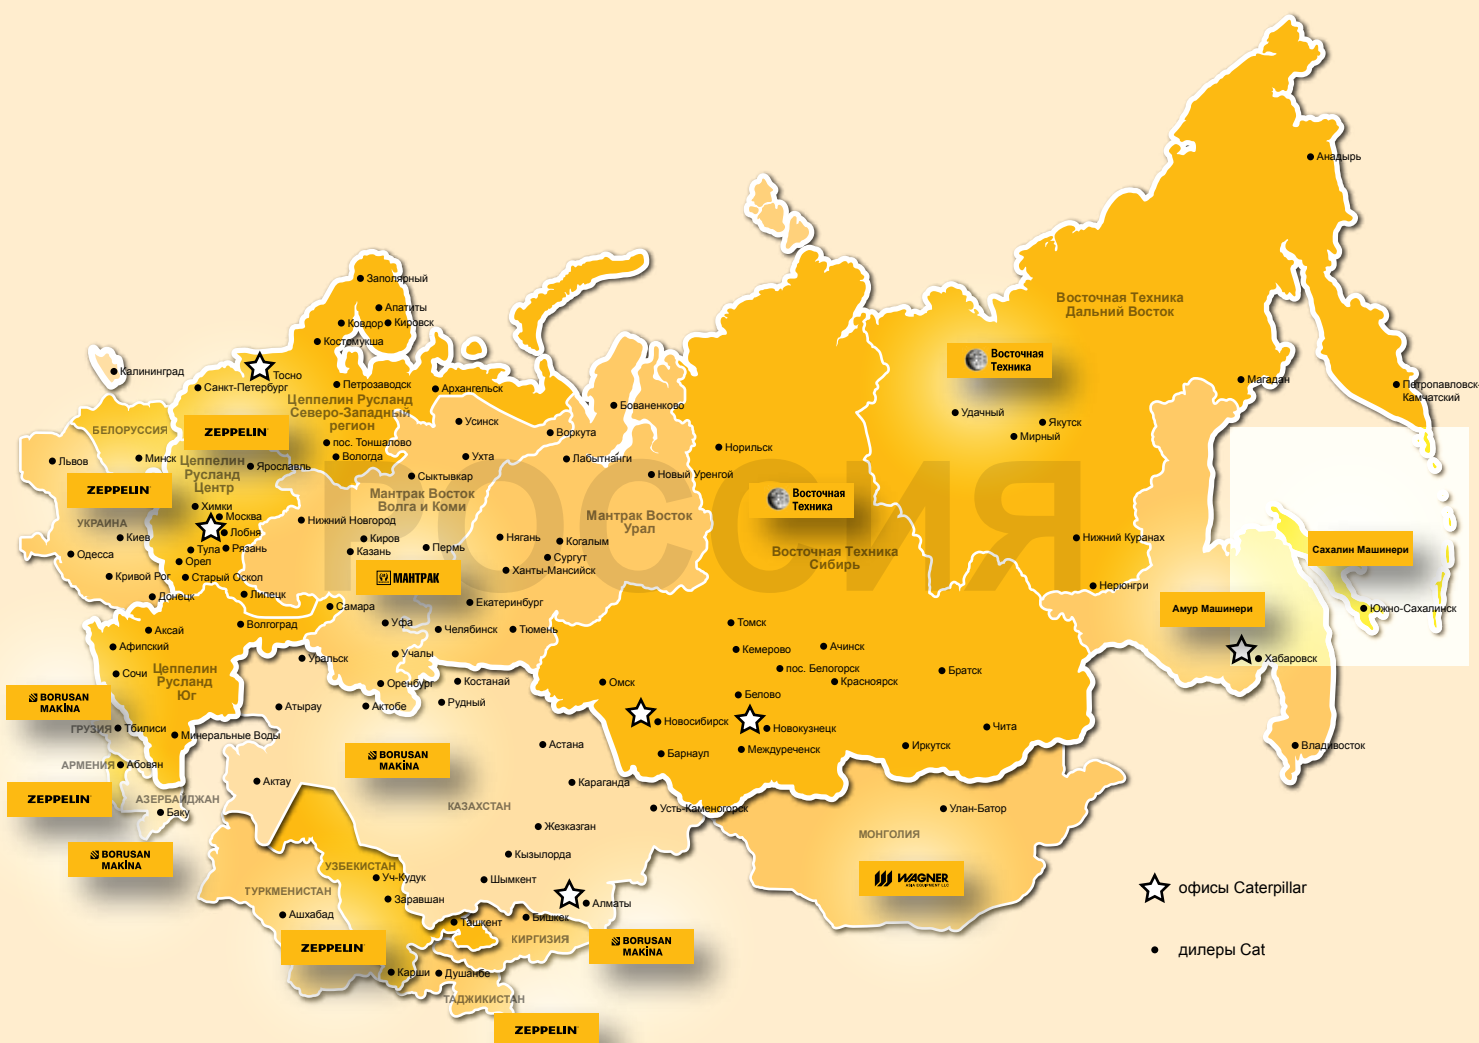 РОССИЯ
Анадырь
Заполярный
Апатиты
Ковдор
Кировск
Костомукша
Восточная Техника
Дальний Восток
Восточная
Техника
Калининград
Тосно
Санкт-Петербург
Петрозаводск
Архангельск
Цеппелин Русланд
Северо-Западный
регион
Бованенково
Магадан
Петропавловск-
Камчатский
Удачный
Якутск
Мирный
БЕЛОРУССИЯ
ZEPPELIN
Усинск
Воркута
пос. Тоншалово
Вологда
Норильск
Львов
Минск
Цеппелин
Русланд
Центр
Ярославль
Ухта
Лабытнанги
Сыктывкар
Новый Уренгой
ZEPPELIN
Мантрак Восток
Волга и Коми
Восточная
Техника
Химки
Москва
Лобня
УКРАИНА
Киев
Нижний Новгород
Мантрак Восток
Урал
Киров
Казань
Пермь
Нягань
Когалым
Сургут
Ханты-Мансийск
Восточная Техника
Сибирь
Нижний Куранах
Сахалин Машинери
Одесса
Тула
Рязань
Орел
Кривой Рог
Старый Оскол
МАНТРАК
Нерюнгри
Донецк
Липецк
Самара
Екатеринбург
Амур Машинери
Южно-Сахалинск
Аксай
Волгоград
Уфа
Челябинск
Тюмень
Томск
Афипский
Кемерово
Ачинск
Уральск
Учалы
Хабаровск
Сочи
Цеппелин
Русланд
Юг
пос. Белогорск
Братск
Оренбург
Костанай
Омск
Красноярск
BORUSAN
MAKİNA
Атырау
Актобе
Рудный
Белово
ГРУЗИЯ
Тбилиси
Минеральные Воды
Новосибирск
Новокузнецк
Чита
Астана
Барнаул
Междуреченск
Иркутск
Владивосток
АРМЕНИЯ
Абовян
BORUSAN
MAKİNA
Актау
Караганда
ZEPPELIN
АЗЕРБАЙДЖАН
Баку
КАЗАХСТАН
Усть-Каменогорск
Улан-Батор
Жезказган
МОНГОЛИЯ
BORUSAN
MAKİNA
Кызылорда
УЗБЕКИСТАН
Уч-Кудук
Шымкент
WAGNER
ASIA EQUIPMENT LLC
ТУРКМЕНИСТАН
Заравшан
Алматы
офисы Caterpillar
Ашхабад
Ташкент
Бишкек
КИРГИЗИЯ
ZEPPELIN
BORUSAN
MAKİNA
дилеры Cat
Карши
Душанбе
ТАДЖИКИСТАН
ZEPPELIN